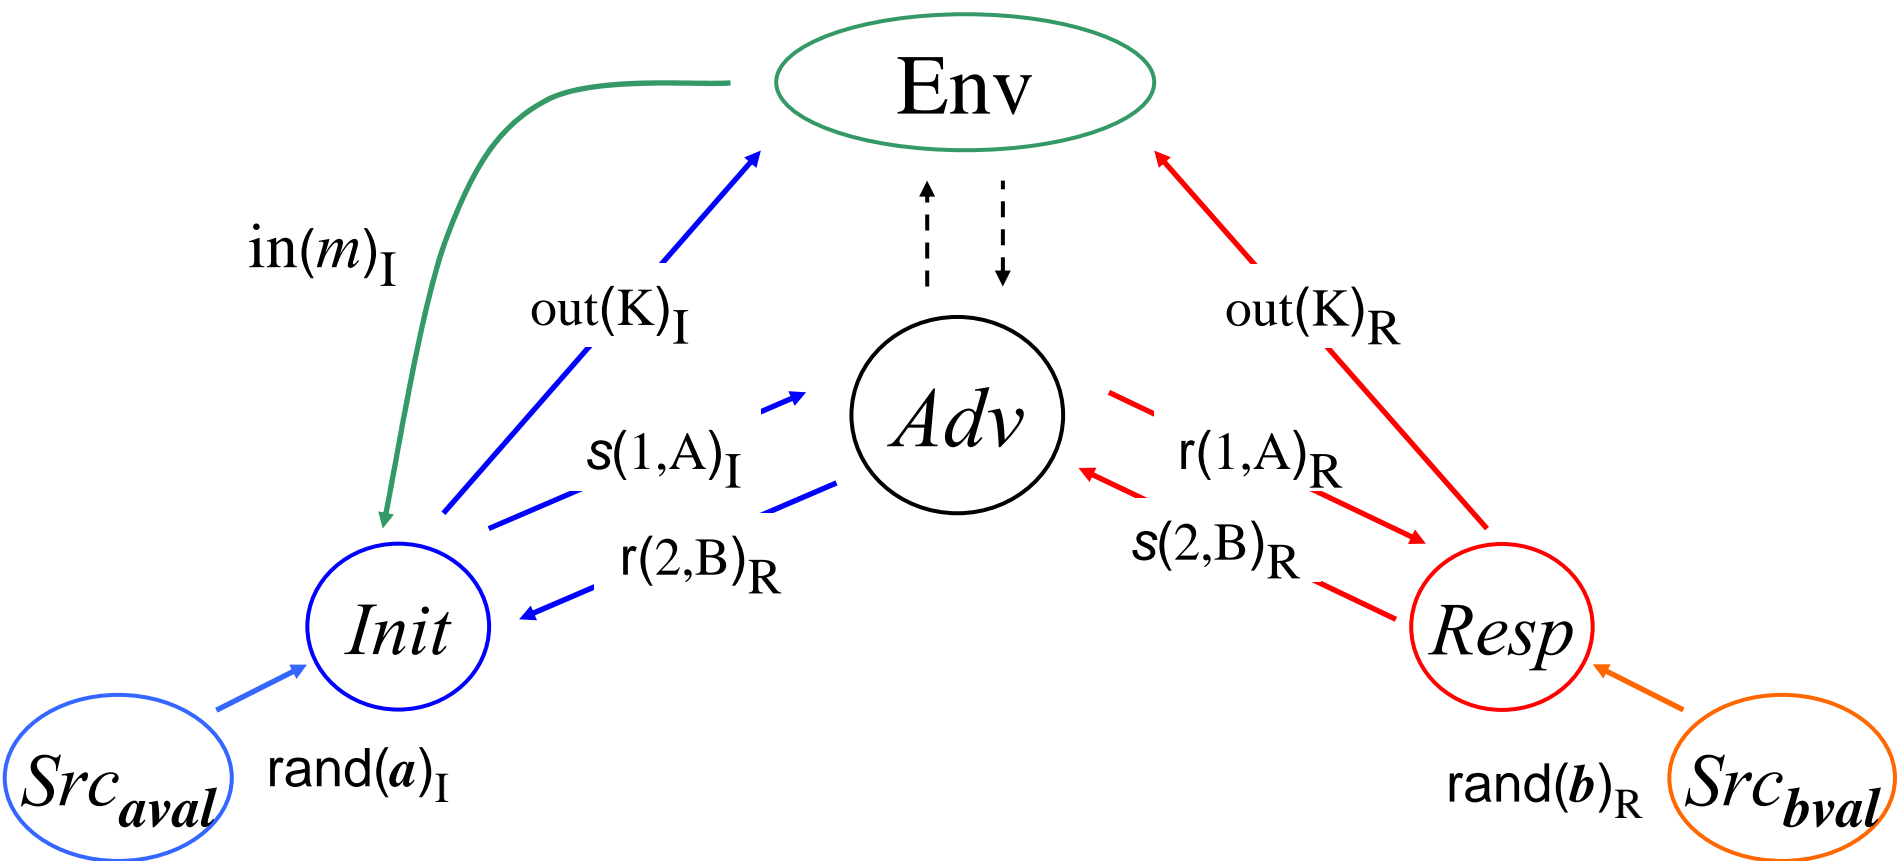 Env
in(m)I
out(K)I
out(K)R
Adv
s(1,A)I
r(1,A)R
r(2,B)R
s(2,B)R
Init
Resp
Srcaval
rand(a)I
rand(b)R
Srcbval